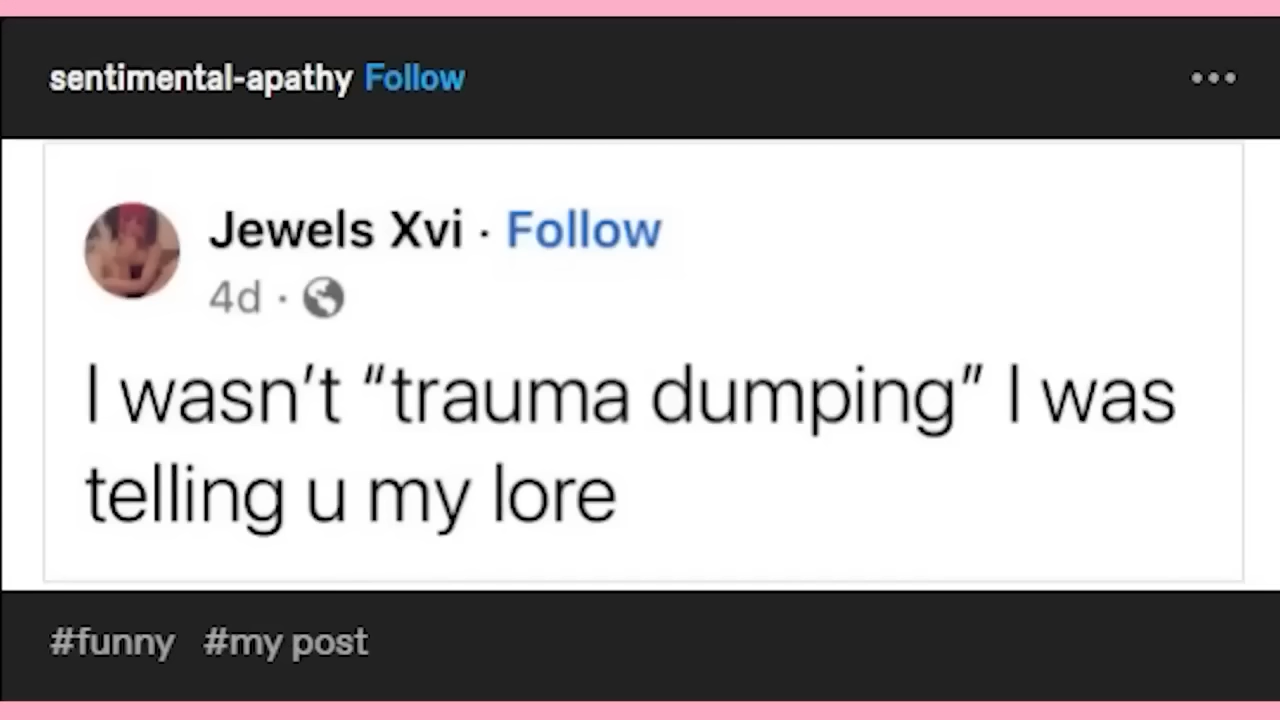 sentimental-apathy Follow
Jewels Xvi · Follow
4d ·
I wasn’t “trauma dumping” I was
telling u my lore
#funny #my post